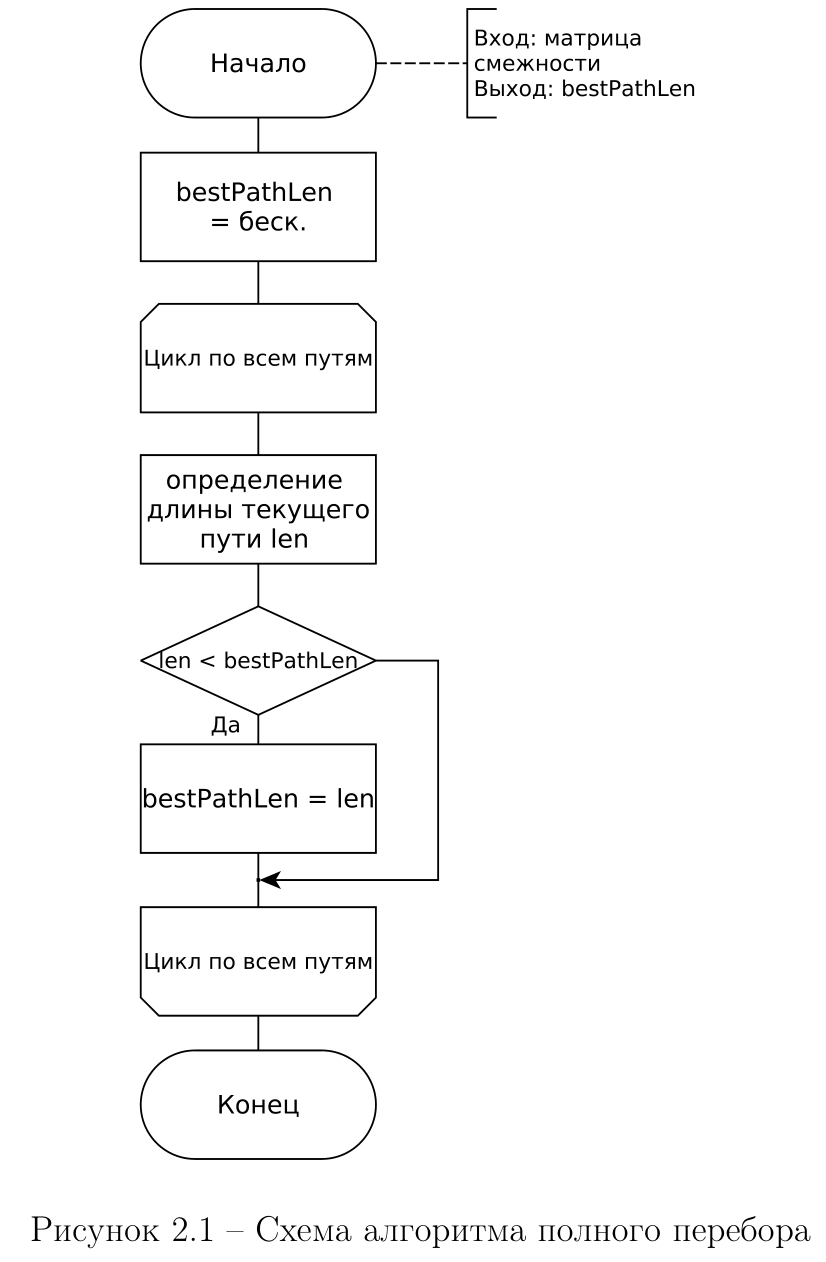 Начало
Вход: матрица
смежности
Выход: bestPathLen
bestPathLen
= беск.
Цикл по всем путям
определение
длины текущего
пути len
len < bestPathLen
Да
bestPathLen = len
Цикл по всем путям
Конец
Рисунок 2.1 – Схема алгоритма полного перебора